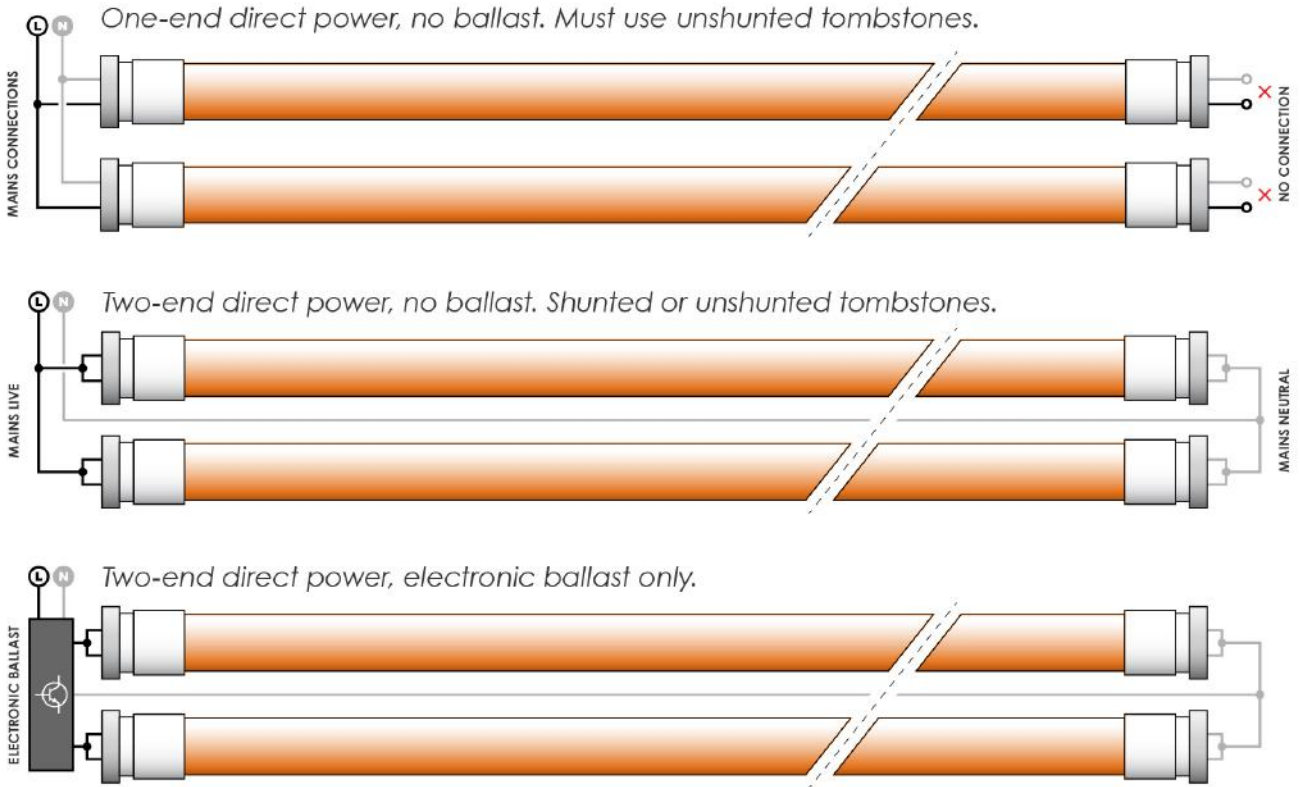 One-end direct power, no ballast. Must use unshunted tombstones.
L N
MAINS CONNECTIONS
NO CONNECTION
Two-end direct power, no ballast. Shunted or unshunted tombstones.
L N
MAINS LIVE
MAINS NEUTRAL
Two-end direct power, electronic ballast only.
L N
ELECTRONIC BALLAST